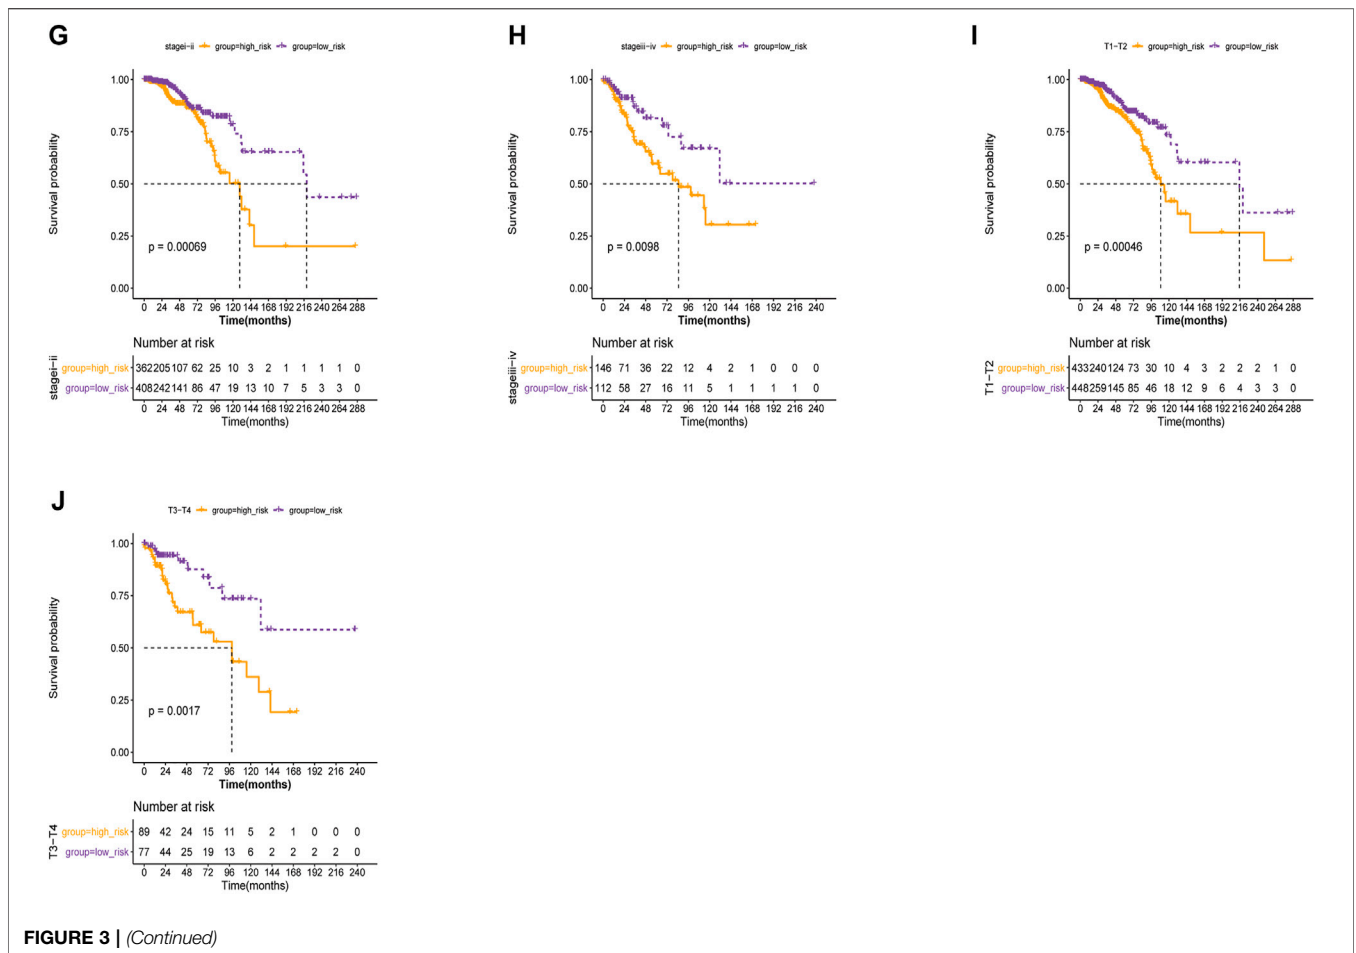 G
stagei-ii group=high_risk group=low_risk
1.00
0.75
0.50
0.25
0.00
Survival probability
p = 0.00069
0 24 48 72 96 120 144 168 192 216 240 264 288
Time(months)
Number at risk
stagei-ii
group=high_risk 362 205 107 62 25 10 3 2 1 1 1 1 0
group=low_risk 408 242 141 86 47 19 13 10 7 5 3 3 0
0 24 48 72 96 120 144 168 192 216 240 264 288
Time(months)
H
stageiii-iv group=high_risk group=low_risk
1.00
0.75
0.50
0.25
0.00
Survival probability
p = 0.0098
0 24 48 72 96 120 144 168 192 216 240
Time(months)
Number at risk
stageiii-iv
group=high_risk 146 71 36 22 12 4 2 1 0 0 0
group=low_risk 112 58 27 16 11 5 1 1 1 1 0
0 24 48 72 96 120 144 168 192 216 240
Time(months)
I
T1-T2 group=high_risk group=low_risk
1.00
0.75
0.50
0.25
0.00
Survival probability
p = 0.00046
0 24 48 72 96 120 144 168 192 216 240 264 288
Time(months)
Number at risk
T1-T2
group=high_risk 433 240 124 73 30 10 4 3 2 2 2 1 0
group=low_risk 448 259 145 85 46 18 12 9 6 4 3 3 0
0 24 48 72 96 120 144 168 192 216 240 264 288
Time(months)
J
T3-T4 group=high_risk group=low_risk
1.00
0.75
0.50
0.25
0.00
Survival probability
p = 0.0017
0 24 48 72 96 120 144 168 192 216 240
Time(months)
Number at risk
T3-T4
group=high_risk 89 42 24 15 11 5 2 1 0 0 0
group=low_risk 77 44 25 19 13 6 2 2 2 2 0
0 24 48 72 96 120 144 168 192 216 240
Time(months)
FIGURE 3 | (Continued)